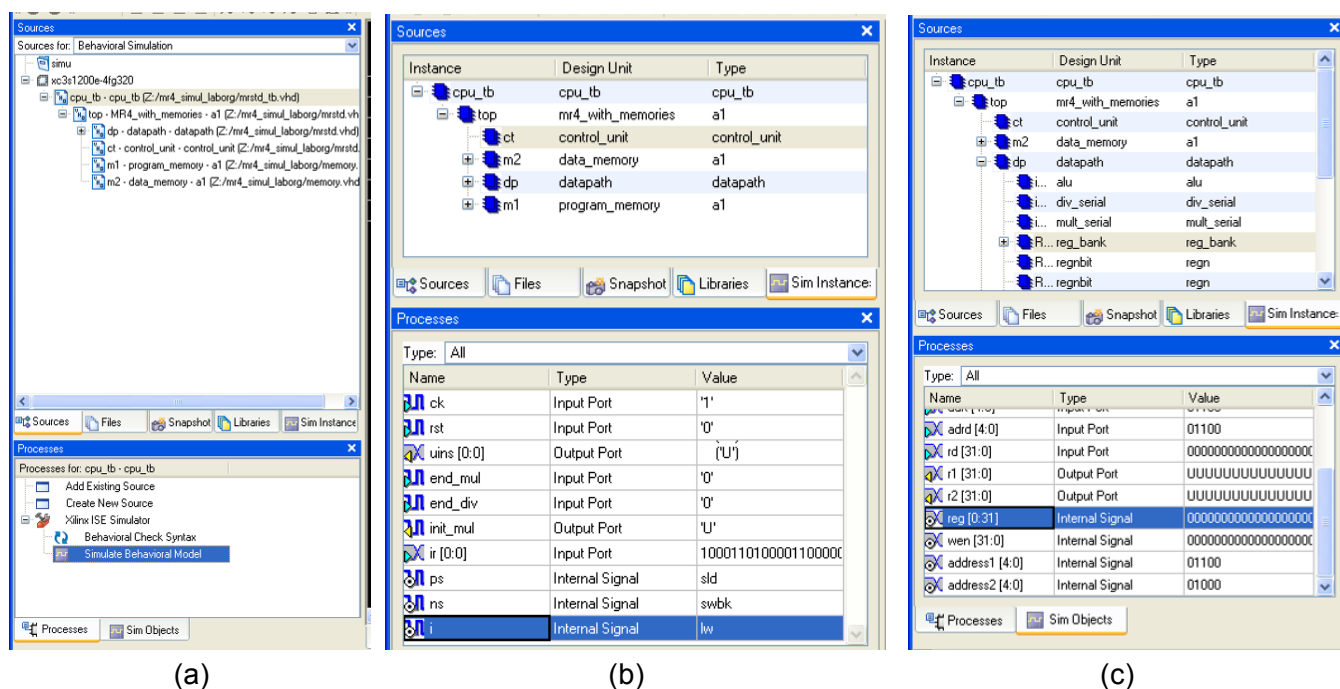 Sources
Sources for: Behavioral Simulation
simu
xc3s1200e-4fg320
cpu_tb - cpu_tb (Z:/mr4_simul_laborg/mrstd_tb.vhd)
top - MR4_with_memories - a1 (Z:/mr4_simul_laborg/mrstd.vh
dp - datapath - datapath (Z:/mr4_simul_laborg/mrstd.vhd)
ct - control_unit - control_unit (Z:/mr4_simul_laborg/mrstd.
m1 - program_memory - a1 (Z:/mr4_simul_laborg/memory.
m2 - data_memory - a1 (Z:/mr4_simul_laborg/memory.vhd
Sources Files Snapshot Libraries Sim Instance
Processes
Processes for: cpu_tb - cpu_tb
Add Existing Source
Create New Source
Xilinx ISE Simulator
Behavioral Check Syntax
Simulate Behavioral Model
Processes Sim Objects
(a)
Sources
Instance Design Unit Type
cpu_tb cpu_tb cpu_tb
top mr4_with_memories a1
ct control_unit control_unit
m2 data_memory a1
dp datapath datapath
m1 program_memory a1
Sources Files Snapshot Libraries Sim Instance:
Processes
Type: All
Name Type Value
ck Input Port '1'
rst Input Port '0'
uins [0:0] Output Port ('U')
end_mul Input Port '0'
end_div Input Port '0'
init_mul Output Port 'U'
ir [0:0] Input Port 1000110100001100000
ps Internal Signal sld
ns Internal Signal swbk
i Internal Signal lw
(b)
Sources
Instance Design Unit Type
cpu_tb cpu_tb cpu_tb
top mr4_with_memories a1
ct control_unit control_unit
m2 data_memory a1
dp datapath datapath
i... alu alu
i... div_serial div_serial
i... mult_serial mult_serial
R... reg_bank reg_bank
R... regnbit regn
R... regnbit regn
Sources Files Snapshot Libraries Sim Instance:
Processes
Type: All
Name Type Value
adrd [4:0] Input Port 01100
rd [31:0] Input Port 0000000000000000000
r1 [31:0] Output Port UUUUUUUUUUUUUU
r2 [31:0] Output Port UUUUUUUUUUUUUU
reg [0:31] Internal Signal 0000000000000000000
wen [31:0] Internal Signal 0000000000000000000
address1 [4:0] Internal Signal 01100
address2 [4:0] Internal Signal 01000
Processes Sim Objects
(c)